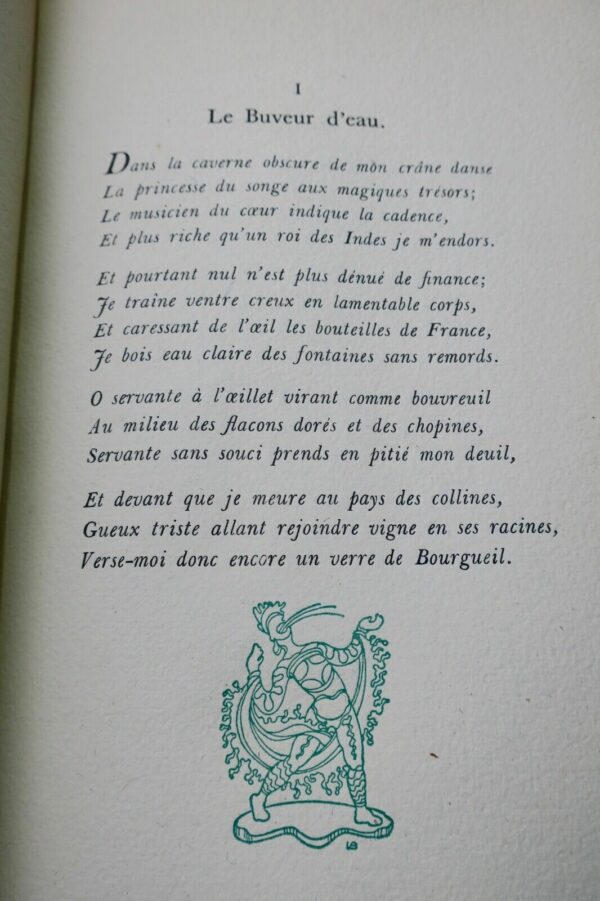 I
Le Buveur d'eau.
Dans la caverne obscure de mon crâne danse
La princesse du songe aux magiques trésors;
Le musicien du cœur indique la cadence,
Et plus riche qu'un roi des Indes je m'endors.
Et pourtant nul n'est plus dénué de finance;
Je traîne ventre creux en lamentable corps,
Et caressant de l'œil les bouteilles de France,
Je bois eau claire des fontaines sans remords.
O servante à l'œillet virant comme bouvreuil
Au milieu des flacons dorés et des chopines,
Servante sans souci prends en pitié mon deuil,
Et devant que je meure au pays des collines,
Gueux triste allant rejoindre vigne en ses racines,
Verse-moi donc encore un verre de Bourgueil.